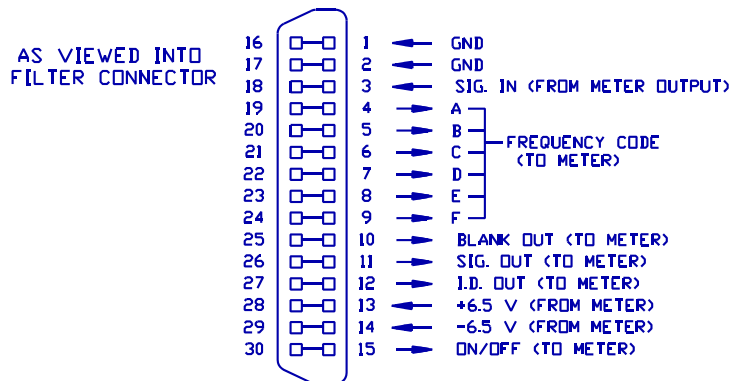 AS VIEWED INTO
FILTER CONNECTOR
16 1 GND
17 2 GND
18 3 SIG. IN (FROM METER OUTPUT)
19 4 A
20 5 B
21 6 C
22 7 D
23 8 E
24 9 F
FREQUENCY CODE
(TO METER)
25 10 BLANK OUT (TO METER)
26 11 SIG. OUT (TO METER)
27 12 I.D. OUT (TO METER)
28 13 +6.5 V (FROM METER)
29 14 -6.5 V (FROM METER)
30 15 ON/OFF (TO METER)